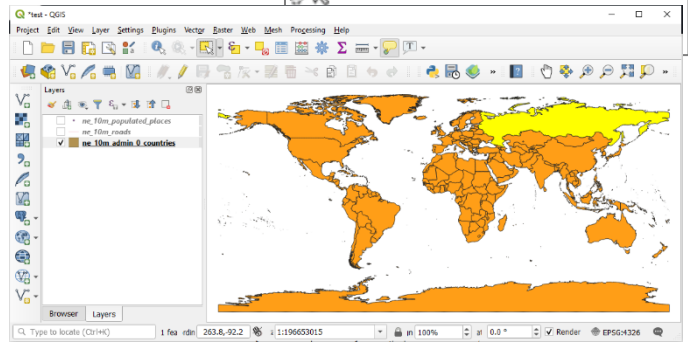 *test - QGIS
Project Edit View Layer Settings Plugins Vector Raster Web Mesh Processing Help
Layers
ne_10m_populated_places
ne_10m_roads
ne_10m_admin_0_countries
Browser Layers
Type to locate (Ctrl+K) 1 fea rdin 263.8,-92.2 1:196653015 100% 0.0 ° Render EPSG:4326